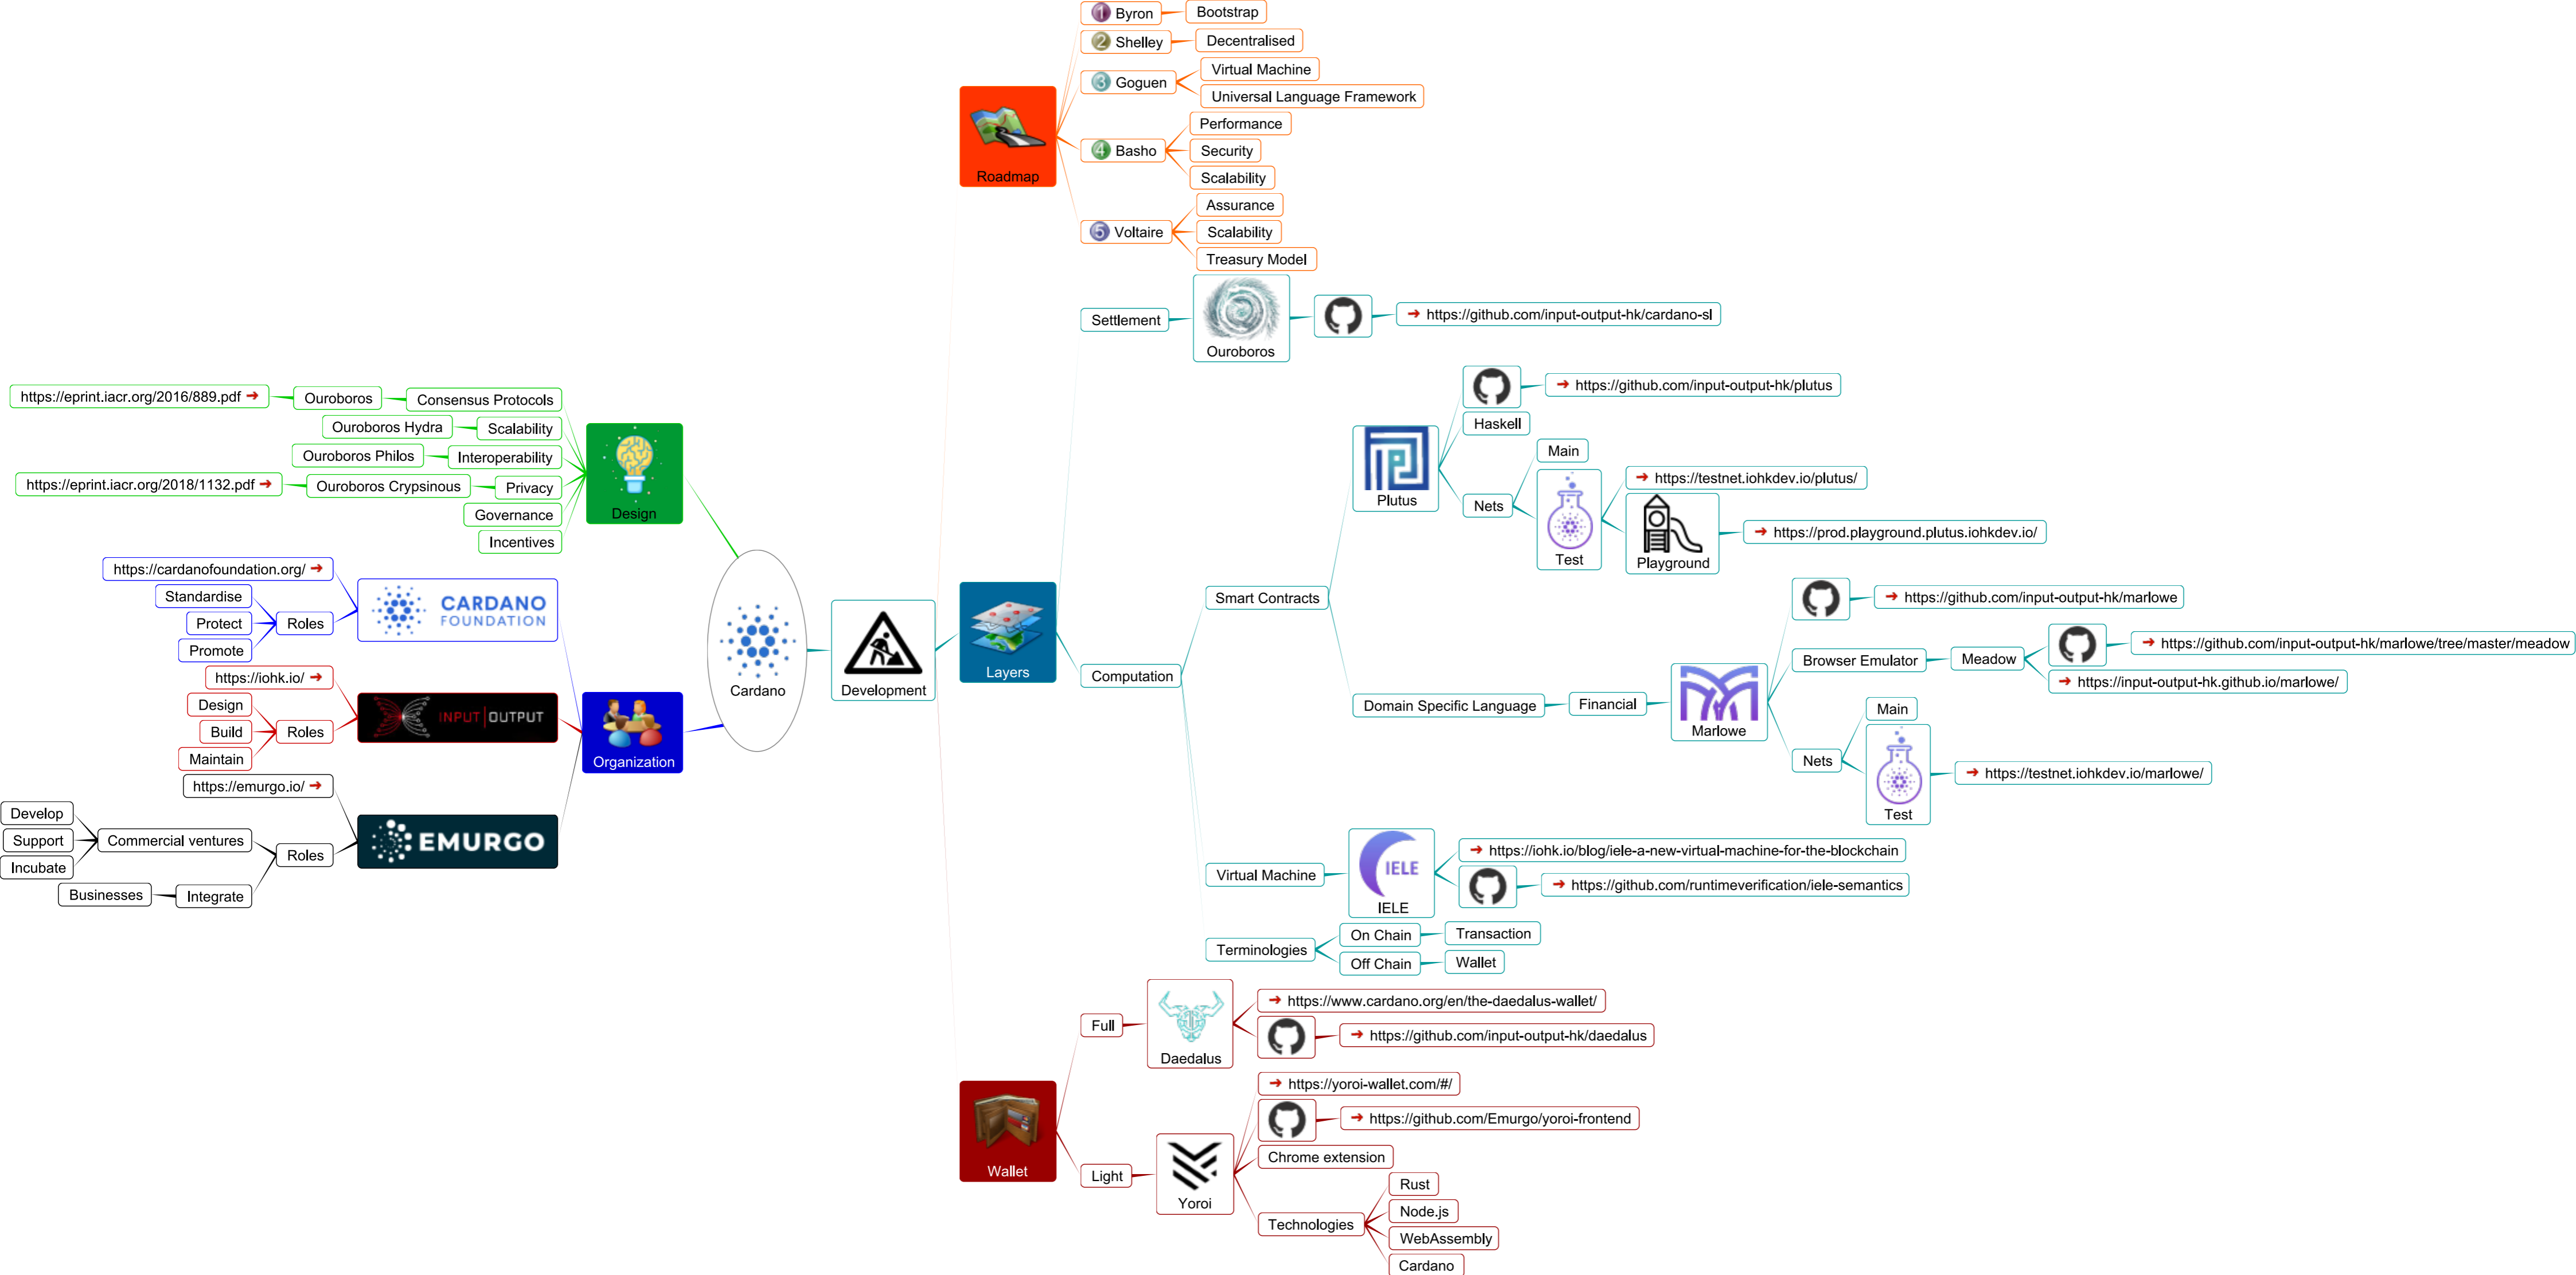 1 Byron
Bootstrap
2 Shelley
Decentralised
3 Goguen
Virtual Machine
Universal Language Framework
4 Basho
Performance
Security
Scalability
5 Voltaire
Assurance
Scalability
Treasury Model
Roadmap
Settlement
Ouroboros
https://github.com/input-output-hk/cardano-sl
Layers
Computation
Smart Contracts
Plutus
https://github.com/input-output-hk/plutus
Haskell
Nets
Main
Test
https://testnet.iohkdev.io/plutus/
Playground
https://prod.playground.plutus.iohkdev.io/
Domain Specific Language
Financial
Marlowe
https://github.com/input-output-hk/marlowe
Browser Emulator
Meadow
https://github.com/input-output-hk/marlowe/tree/master/meadow
https://input-output-hk.github.io/marlowe/
Nets
Main
Test
https://testnet.iohkdev.io/marlowe/
Virtual Machine
IELE
IELE
https://iohk.io/blog/iele-a-new-virtual-machine-for-the-blockchain
https://github.com/runtimeverification/iele-semantics
Terminologies
On Chain
Transaction
Off Chain
Wallet
Wallet
Full
Daedalus
https://www.cardano.org/en/the-daedalus-wallet/
https://github.com/input-output-hk/daedalus
Light
Yoroi
https://yoroi-wallet.com/#/
https://github.com/Emurgo/yoroi-frontend
Chrome extension
Technologies
Rust
Node.js
WebAssembly
Cardano
Development
Cardano
Design
Consensus Protocols
Ouroboros
https://eprint.iacr.org/2016/889.pdf
Scalability
Ouroboros Hydra
Interoperability
Ouroboros Philos
Privacy
Ouroboros Crypsinous
https://eprint.iacr.org/2018/1132.pdf
Governance
Incentives
Organization
CARDANO
FOUNDATION
https://cardanofoundation.org/
Roles
Standardise
Protect
Promote
INPUT | OUTPUT
https://iohk.io/
Roles
Design
Build
Maintain
EMURGO
https://emurgo.io/
Roles
Commercial ventures
Develop
Support
Incubate
Integrate
Businesses